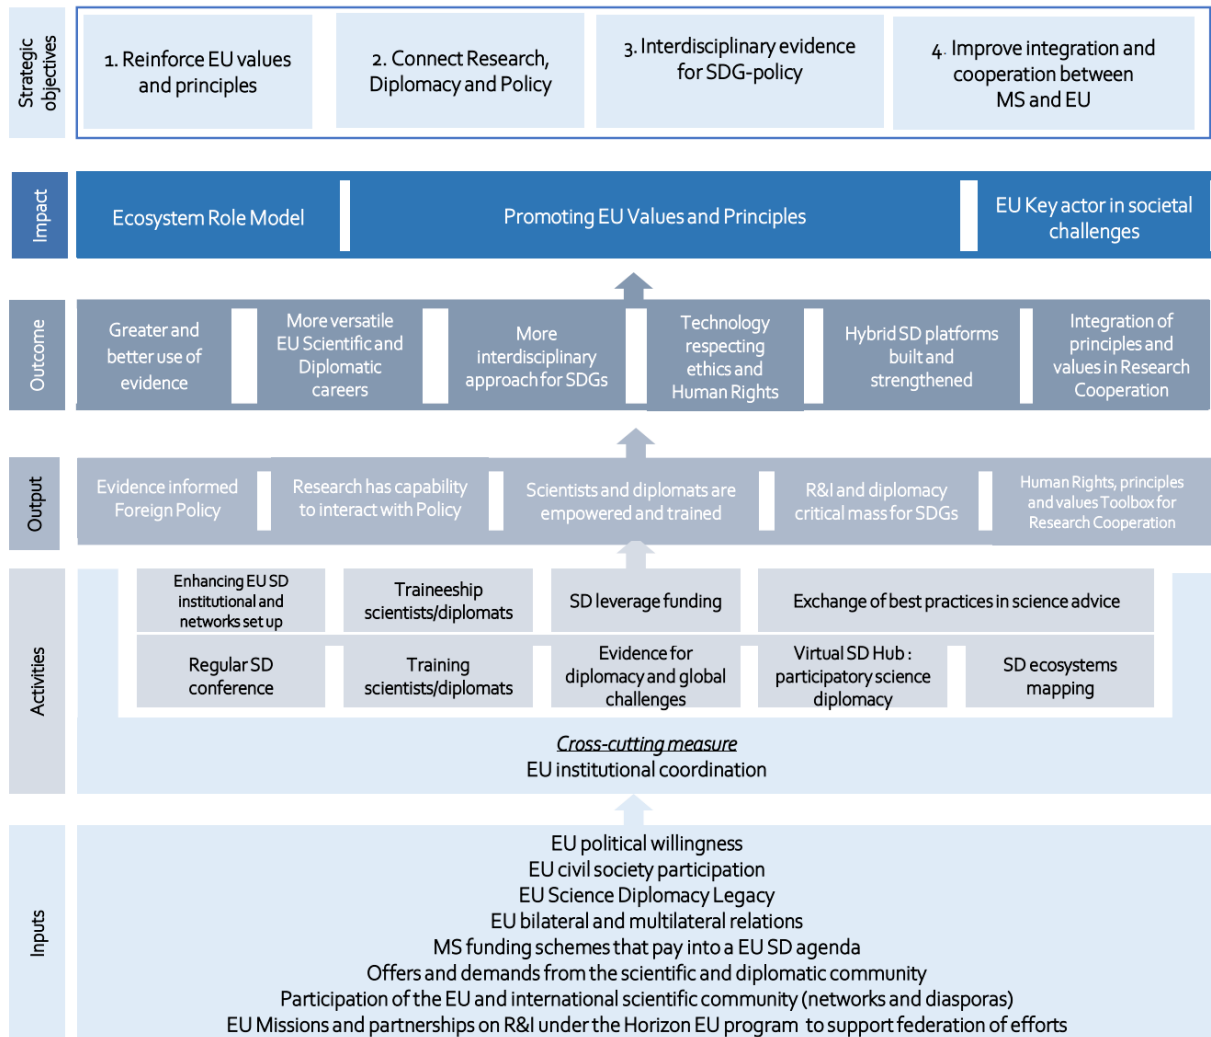 Strategic
objectives
1. Reinforce EU values
and principles
2. Connect Research,
Diplomacy and Policy
3. Interdisciplinary evidence
for SDG-policy
4. Improve integration and
cooperation between
MS and EU
Impact
Ecosystem Role Model
Promoting EU Values and Principles
EU Key actor in societal
challenges
Outcome
Greater and
better use of
evidence
More versatile
EU Scientific and
Diplomatic
careers
More
interdisciplinary
approach for SDGs
Technology
respecting
ethics and
Human Rights
Hybrid SD platforms
built and
strengthened
Integration of
principles and
values in Research
Cooperation
Output
Evidence informed
Foreign Policy
Research has capability
to interact with Policy
Scientists and diplomats are
empowered and trained
R&I and diplomacy
critical mass for SDGs
Human Rights, principles
and values Toolbox for
Research Cooperation
Activities
Enhancing EU SD
institutional and
networks set up
Traineeship
scientists/diplomats
SD leverage funding
Exchange of best practices in science advice
Regular SD
conference
Training
scientists/diplomats
Evidence for
diplomacy and global
challenges
Virtual SD Hub :
participatory science
diplomacy
SD ecosystems
mapping
Cross-cutting measure
EU institutional coordination
Inputs
EU political willingness
EU civil society participation
EU Science Diplomacy Legacy
EU bilateral and multilateral relations
MS funding schemes that pay into a EU SD agenda
Offers and demands from the scientific and diplomatic community
Participation of the EU and international scientific community (networks and diasporas)
EU Missions and partnerships on R&I under the Horizon EU program to support federation of efforts